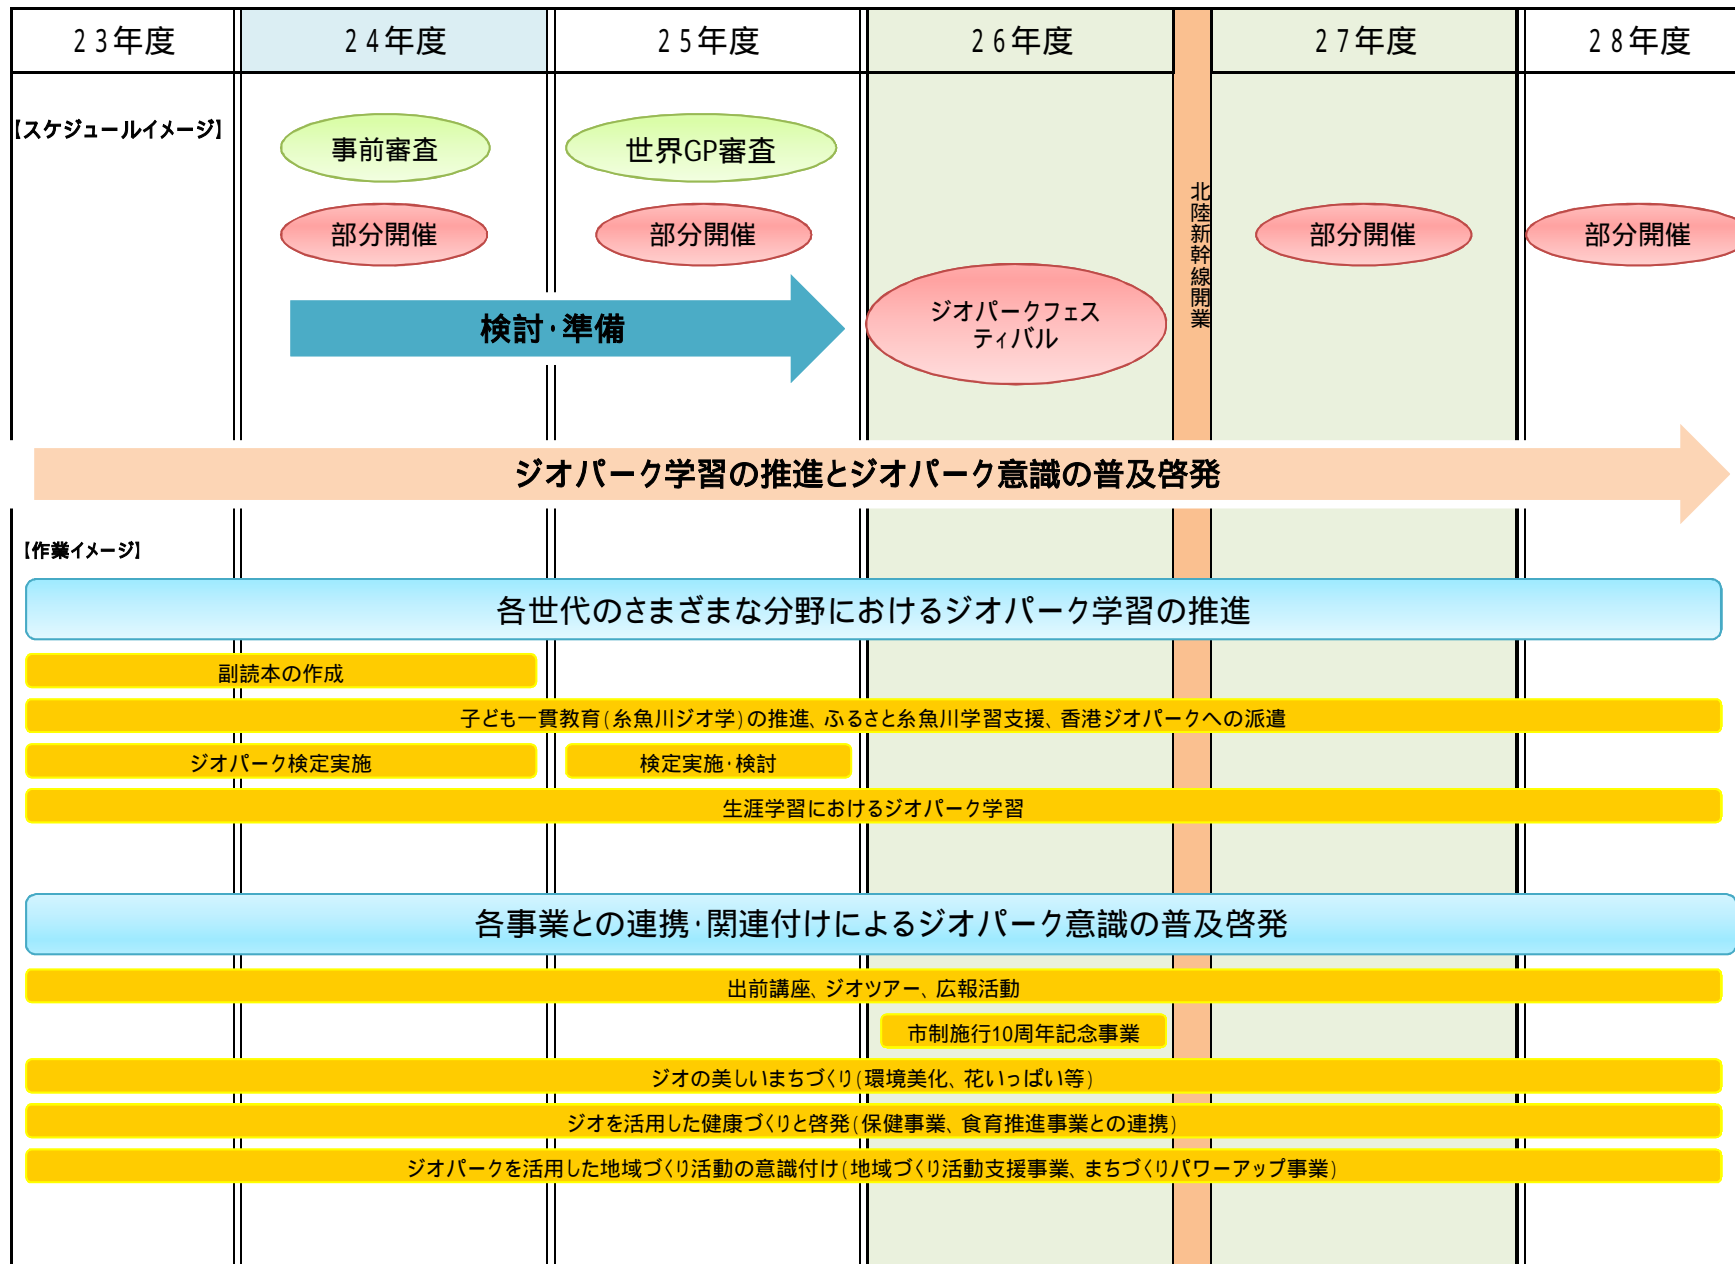 23年度
24年度
25年度
26年度
27年度
28年度
【スケジュールイメージ】
事前審査
世界GP審査
部分開催
部分開催
部分開催
部分開催
北陸新幹線開業
ジオパークフェス
ティバル
検討・準備
ジオパーク学習の推進とジオパーク意識の普及啓発
【作業イメージ】
各世代のさまざまな分野におけるジオパーク学習の推進
副読本の作成
子ども一貫教育(糸魚川ジオ学)の推進、ふるさと糸魚川学習支援、香港ジオパークへの派遣
ジオパーク検定実施
検定実施・検討
生涯学習におけるジオパーク学習
各事業との連携・関連付けによるジオパーク意識の普及啓発
出前講座、ジオツアー、広報活動
市制施行10周年記念事業
ジオの美しいまちづくり(環境美化、花いっぱい等)
ジオを活用した健康づくりと啓発(保健事業、食育推進事業との連携)
ジオパークを活用した地域づくり活動の意識付け(地域づくり活動支援事業、まちづくりパワーアップ事業)